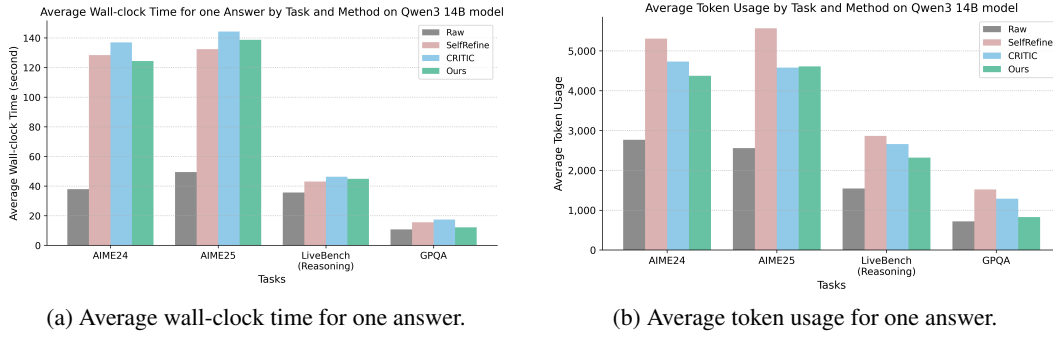 Average Wall-clock Time for one Answer by Task and Method on Qwen3 14B model
Average Wall-clock Time (second)
140
120
100
80
60
40
20
0
Raw
SelfRefine
CRITIC
Ours
AIME24
AIME25
LiveBench
(Reasoning)
GPQA
Tasks
(a) Average wall-clock time for one answer.
Average Token Usage by Task and Method on Qwen3 14B model
Average Token Usage
5,000
4,000
3,000
2,000
1,000
0
Raw
SelfRefine
CRITIC
Ours
AIME24
AIME25
LiveBench
(Reasoning)
GPQA
Tasks
(b) Average token usage for one answer.